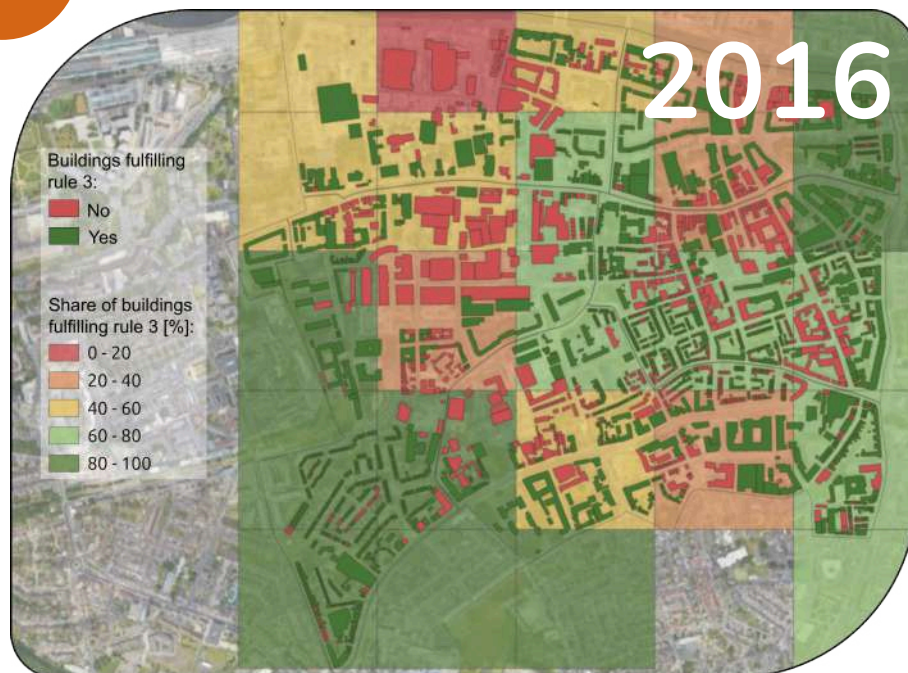 2016
Buildings fulfilling
rule 3:
No
Yes
Share of buildings
fulfilling rule 3 [%]:
0 - 20
20 - 40
40 - 60
60 - 80
80 - 100